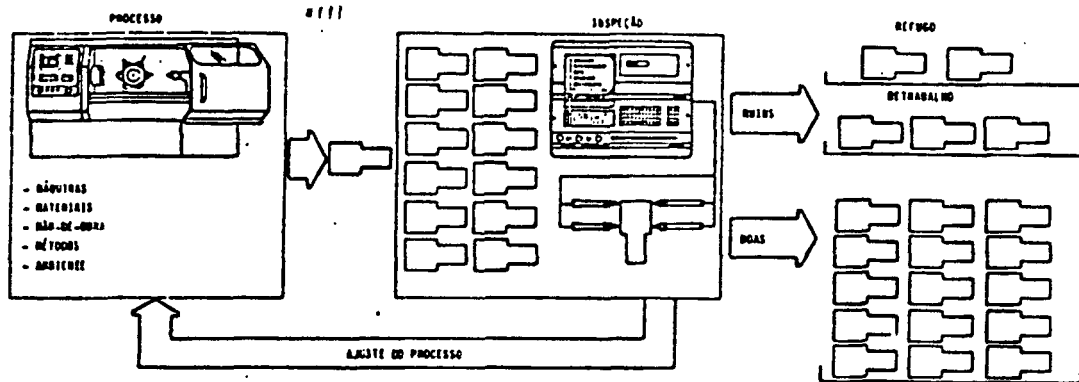 PROCESSO
INSPEÇÃO
REFUGO
RETRABALHO
RUINS
BOAS
- MÁQUINAS
- MATERIAIS
- MÃO-DE-OBRA
- MÉTODOS
- AMBIENTE
AJUSTE DO PROCESSO